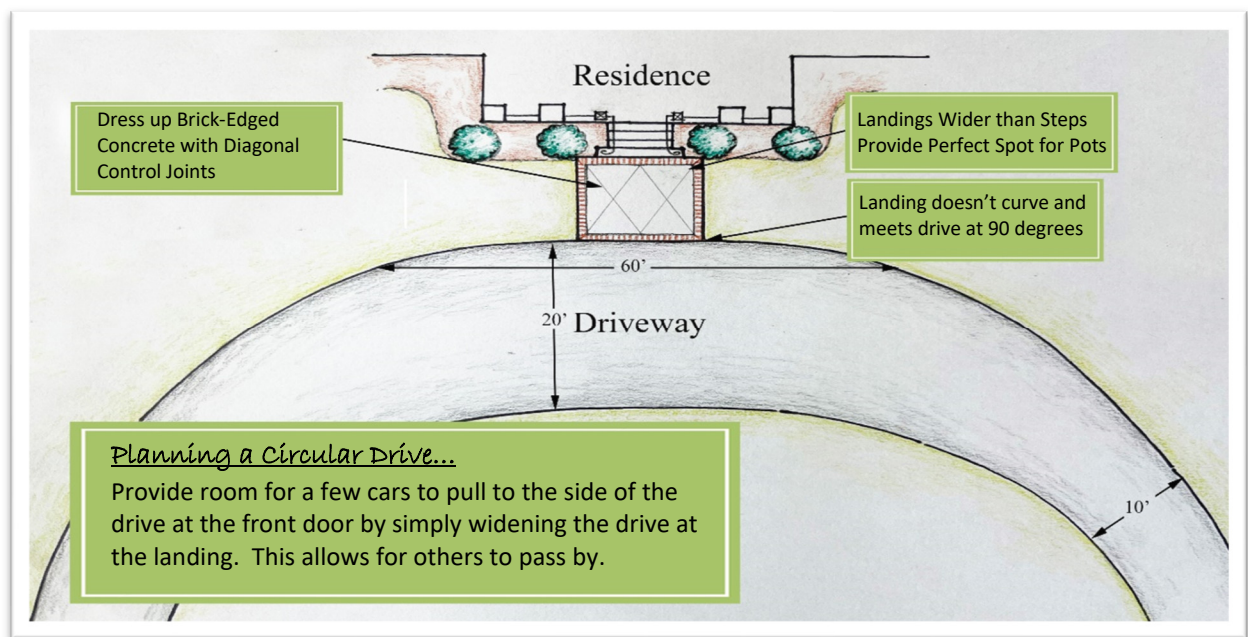 Residence
Dress up Brick-Edged
Concrete with Diagonal
Control Joints
Landings Wider than Steps
Provide Perfect Spot for Pots
Landing doesn’t curve and
meets drive at 90 degrees
60’
20’
Driveway
10’
Planning a Circular Drive...
Provide room for a few cars to pull to the side of the
drive at the front door by simply widening the drive at
the landing.  This allows for others to pass by.